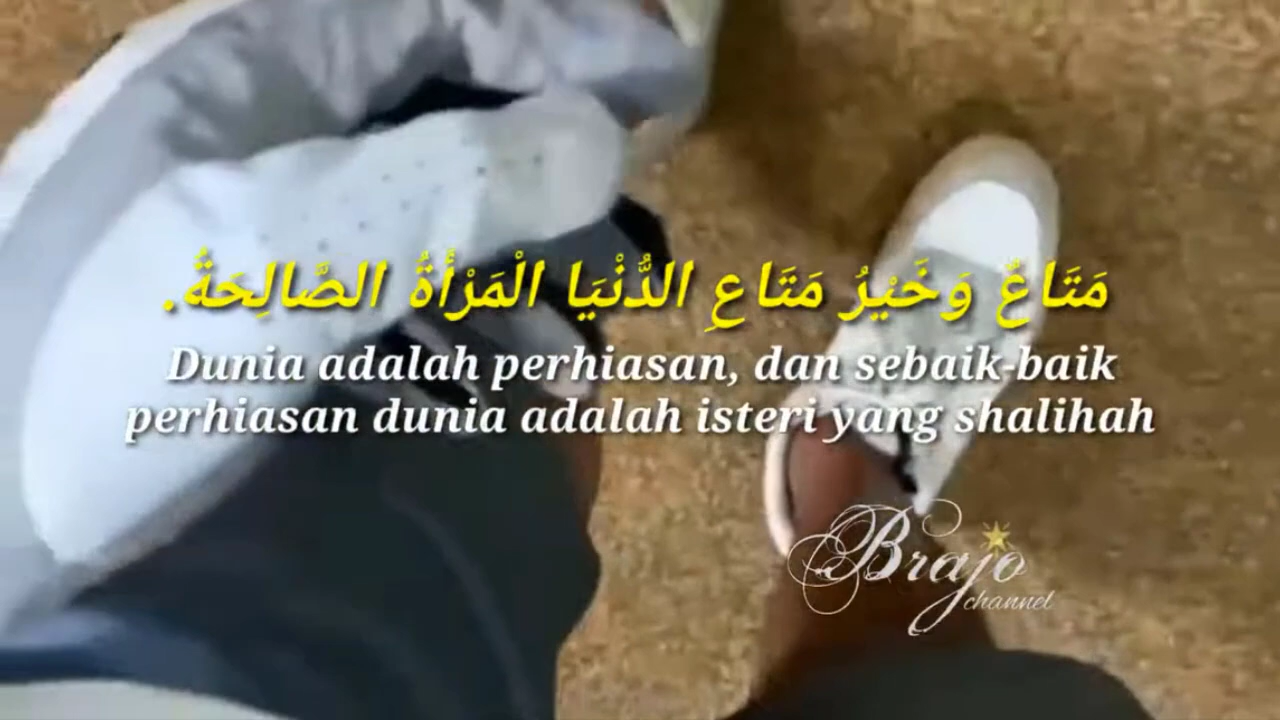 مَتَاعٌ وَخَيْرُ مَتَاعِ الدُّنْيَا الْمَرْأَةُ الصَّالِحَةُ.
Dunia adalah perhiasan, dan sebaik-baik
perhiasan dunia adalah isteri yang shalihah
Brajo
channel